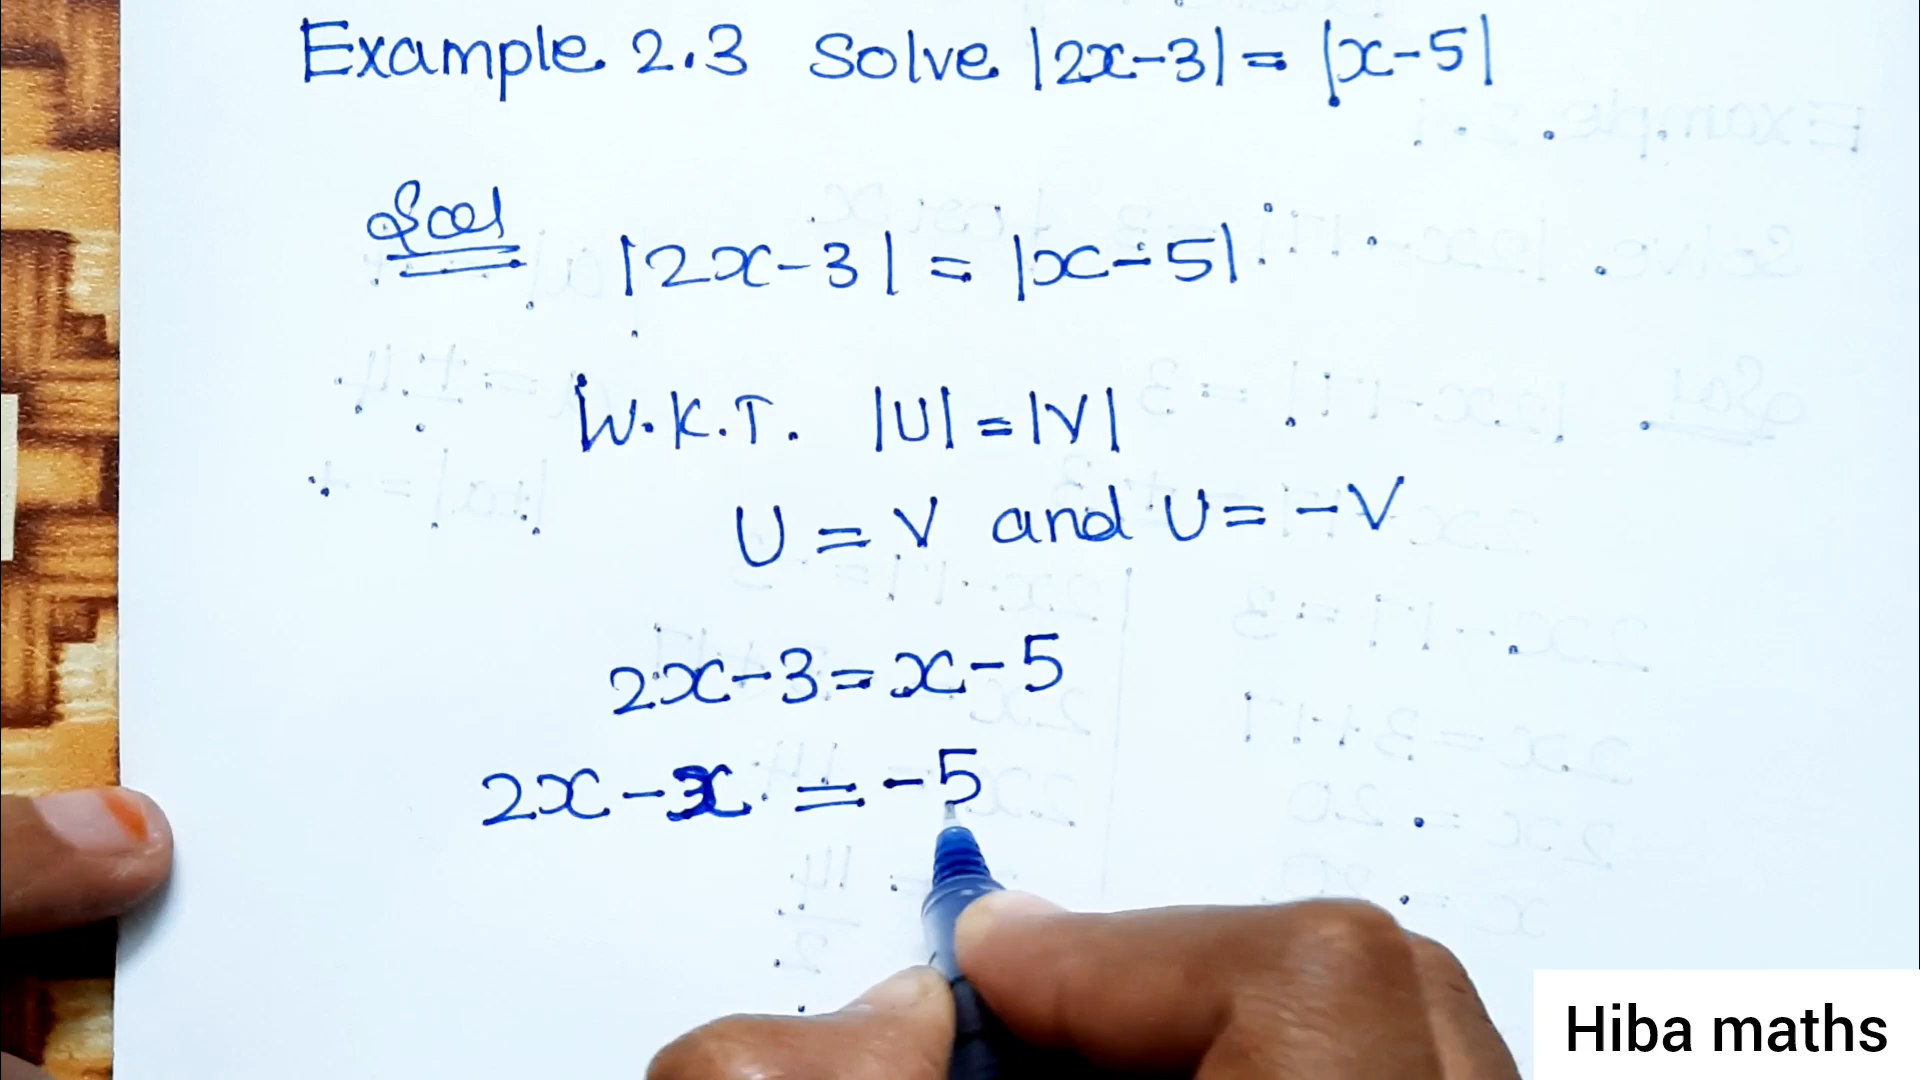 Example 2.3 Solve |2x-3| = |x-5|
Sol
|2x-3| = |x-5|
W.K.T. |U| = |V|
U = V and U = -V
2x-3 = x-5
2x-x = -5
Hiba maths